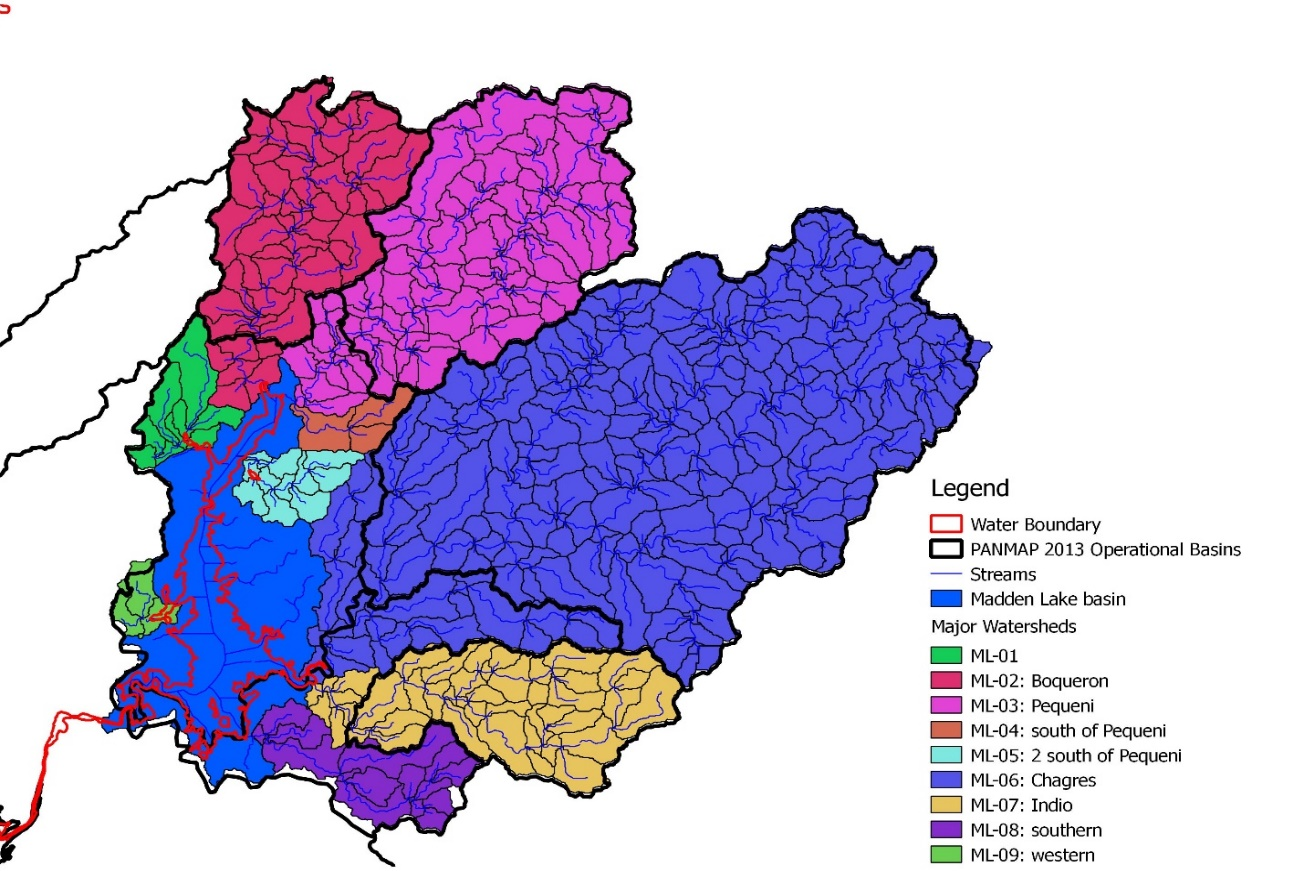 Legend
Water Boundary
PANMAP 2013 Operational Basins
Streams
Madden Lake basin
Major Watersheds
ML-01
ML-02: Boqueron
ML-03: Pequeni
ML-04: south of Pequeni
ML-05: 2 south of Pequeni
ML-06: Chagres
ML-07: Indio
ML-08: southern
ML-09: western